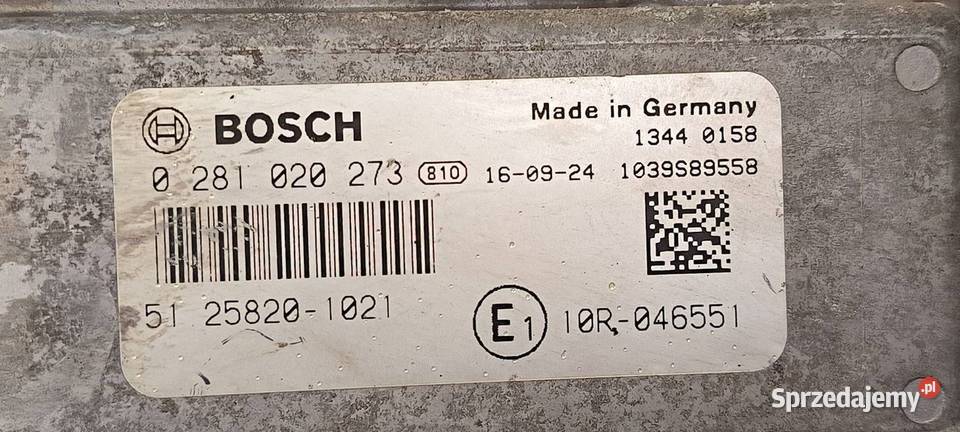 BOSCH
Made in Germany
1344 0158
0 281 020 273 810 16-09-24 1039S89558
51 25820-1021
E1 10R-046551
Sprzedajemy.pl